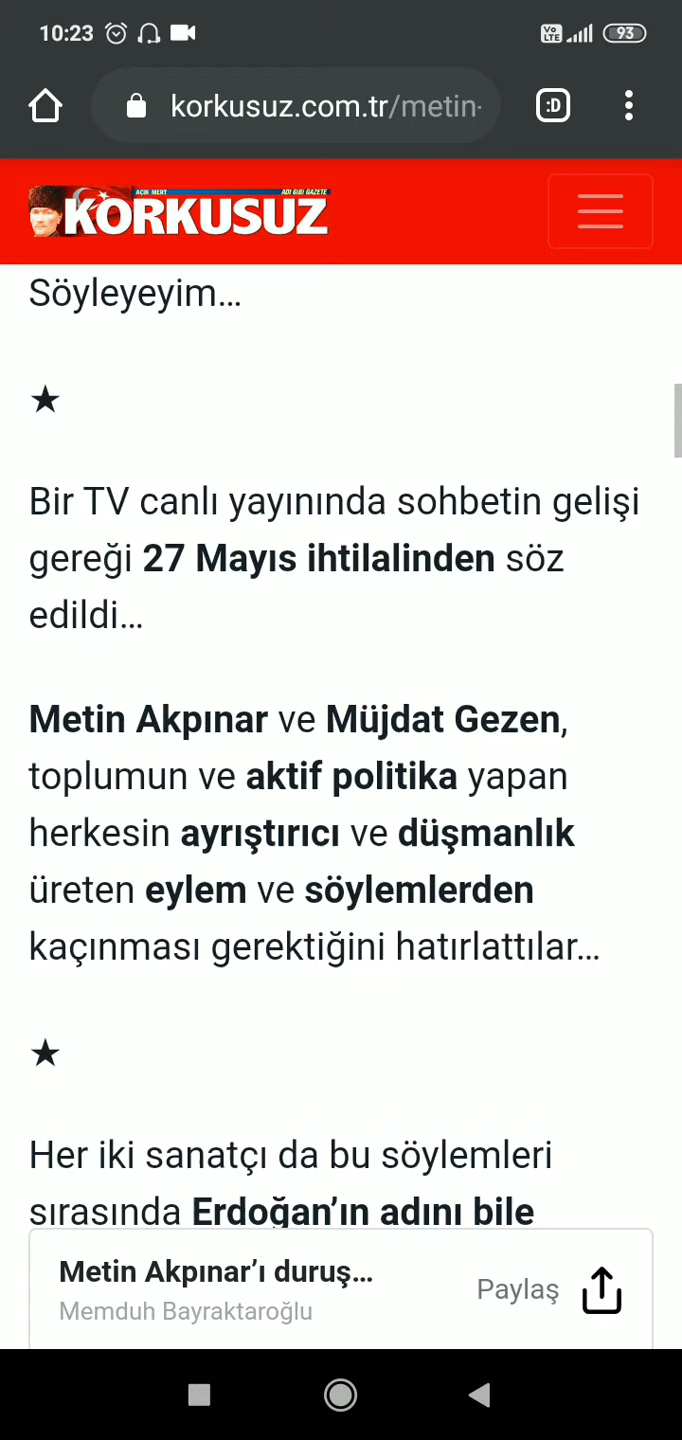 10:23
Vo LTE 93
korkusuz.com.tr/metin-
:D
AÇIK MERT
ADI GİBİ GAZETE
KORKUSUZ
Söyleyeyim...
★
Bir TV canlı yayınında sohbetin gelişi
gereği 27 Mayıs ihtilalinden söz
edildi...
Metin Akpınar ve Müjdat Gezen,
toplumun ve aktif politika yapan
herkesin ayrıştırıcı ve düşmanlık
üreten eylem ve söylemlerden
kaçınması gerektiğini hatırlattılar...
★
Her iki sanatçı da bu söylemleri
sırasında Erdoğan’ın adını bile
Metin Akpınar’ı duruş...
Memduh Bayraktaroğlu
Paylaş